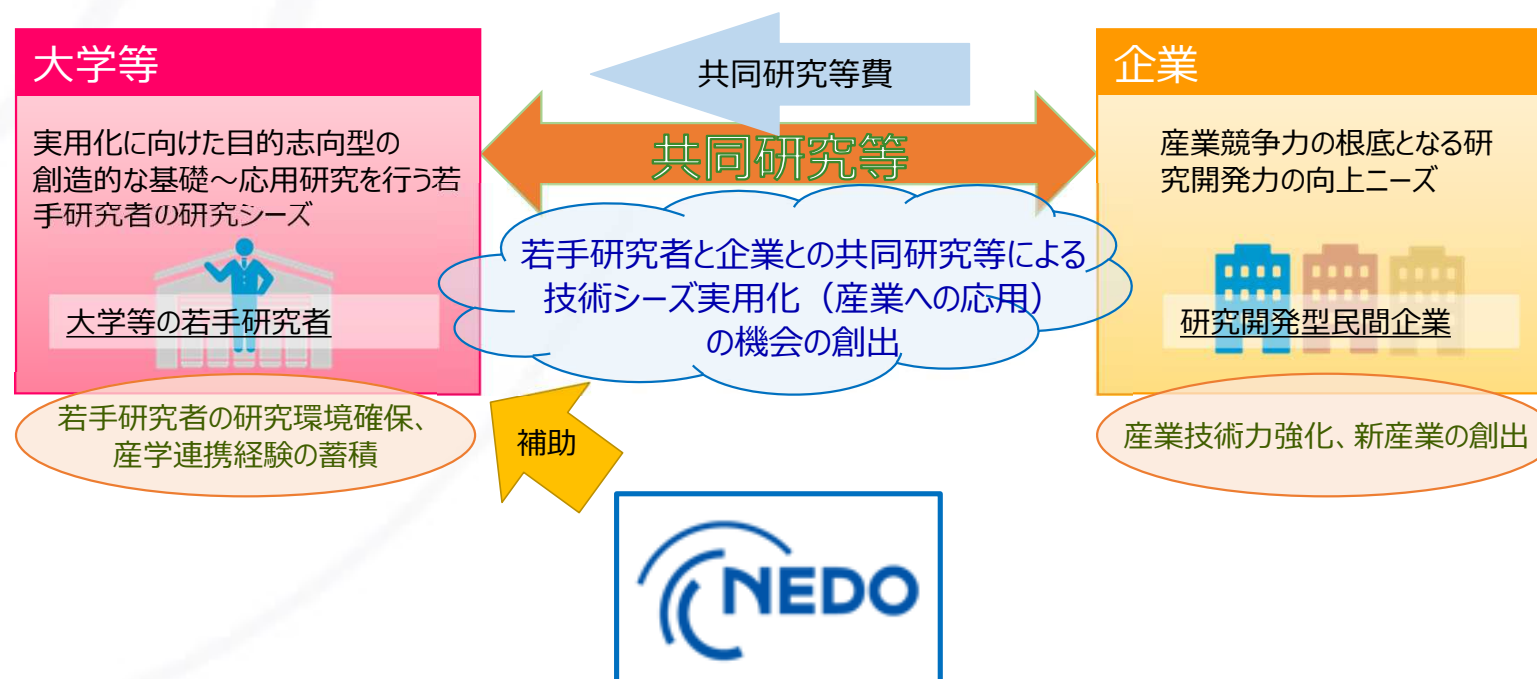 大学等
実用化に向けた目的志向型の
創造的な基礎～応用研究を行う若
手研究者の研究シーズ
大学等の若手研究者
若手研究者の研究環境確保、
産学連携経験の蓄積
共同研究等費
共同研究等
若手研究者と企業との共同研究等による
技術シーズ実用化（産業への応用）
の機会の創出
補助
NEDO
企業
産業競争力の根底となる研
究開発力の向上ニーズ
研究開発型民間企業
産業技術力強化、新産業の創出